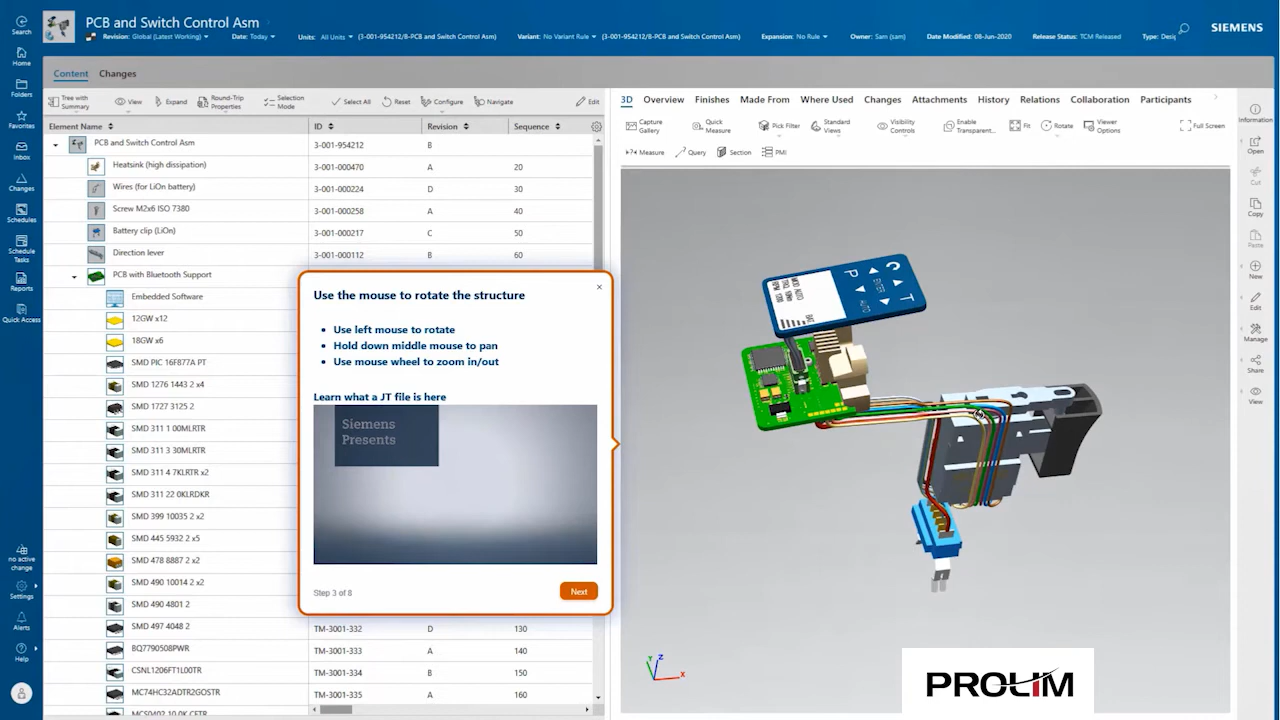 PCB and Switch Control Asm
Revision: Global (Latest Working)
Date: Today
Units: All Units
(3-001-954212/B-PCB and Switch Control Asm)
Variant: No Variant Rule
(3-001-954212/B-PCB and Switch Control Asm)
Expansion: No Rule
Owner: Sam (sam)
Date Modified: 08-Jun-2020
Release Status: TCM Released
Type: Desig
SIEMENS
Search
Home
Folders
Favorites
Inbox
Changes
Schedules
Schedule
Tasks
Reports
Quick Access
no active
change
Settings
Alerts
Help
Content
Changes
Tree with
Summary
View
Expand
Round-Trip
Properties
Selection
Mode
Select All
Reset
Configure
Navigate
Edit
Element Name
ID
Revision
Sequence
PCB and Switch Control Asm 3-001-954212 B
Heatsink (high dissipation) 3-001-000470 A 20
Wires (for LiOn battery) 3-001-000224 D 30
Screw M2x6 ISO 7380 3-001-000258 A 40
Battery clip (LiOn) 3-001-000217 C 50
Direction lever 3-001-000112 B 60
PCB with Bluetooth Support
Embedded Software
12GW x12
18GW x6
SMD PIC 16F877A PT
SMD 1276 1443 2 x4
SMD 1727 3125 2
SMD 311 1 00MLRTR
SMD 311 3 30MLRTR
SMD 311 4 7KLRTR x2
SMD 311 22 0KLRDKR
SMD 399 10035 2 x2
SMD 445 5932 2 x5
SMD 478 8887 2 x2
SMD 490 10014 2 x2
SMD 490 4801 2
SMD 497 4048 2 TM-3001-332 D 130
BQ7790508PWR TM-3001-333 A 140
CSNL1206FT1L00TR TM-3001-334 B 150
MC74HC32ADTR2GOSTR TM-3001-335 A 160
Use the mouse to rotate the structure
• Use left mouse to rotate
• Hold down middle mouse to pan
• Use mouse wheel to zoom in/out
Learn what a JT file is here
Siemens
Presents
Step 3 of 8
Next
3D
Overview
Finishes
Made From
Where Used
Changes
Attachments
History
Relations
Collaboration
Participants
Capture
Gallery
Quick
Measure
Pick Filter
Standard
Views
Visibility
Controls
Enable
Transparent...
Fit
Rotate
Viewer
Options
Full Screen
Measure
Query
Section
PMI
C
P
T
ENTER
AUTO
Y
Z
X
Information
Open
Cut
Copy
Paste
New
Edit
Manage
Share
View
PROLIM